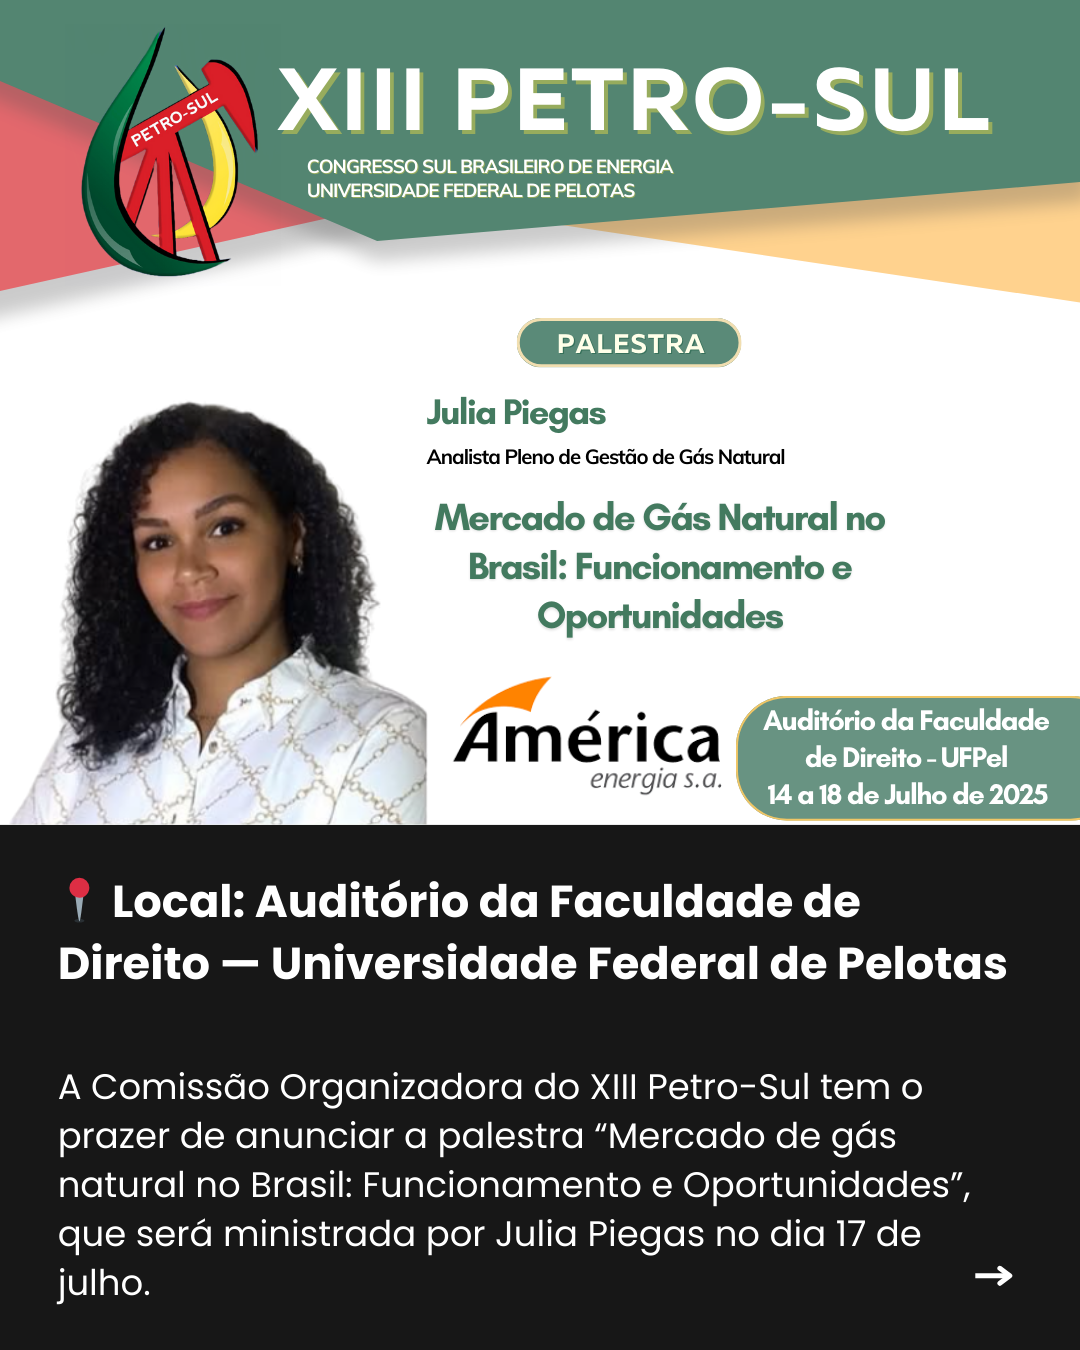 PETRO-SUL
XIII PETRO-SUL
CONGRESSO SUL BRASILEIRO DE ENERGIA
UNIVERSIDADE FEDERAL DE PELOTAS
PALESTRA
Julia Piegas
Analista Pleno de Gestão de Gás Natural
Mercado de Gás Natural no
Brasil: Funcionamento e
Oportunidades
América
energia s.a.
Auditório da Faculdade
de Direito - UFPel
14 a 18 de Julho de 2025
📍 Local: Auditório da Faculdade de
Direito — Universidade Federal de Pelotas
A Comissão Organizadora do XIII Petro-Sul tem o
prazer de anunciar a palestra “Mercado de gás
natural no Brasil: Funcionamento e Oportunidades”,
que será ministrada por Julia Piegas no dia 17 de
julho.
→